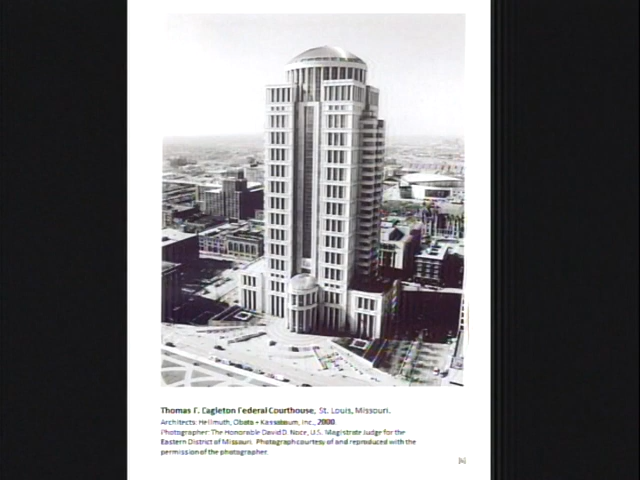 Thomas F. Eagleton Federal Courthouse, St. Louis, Missouri.
Architects: Hellmuth, Obata + Kassabaum, Inc., 2000.
Photographer: The Honorable David D. Noce, U.S. Magistrate Judge for the
Eastern District of Missouri. Photograph courtesy of and reproduced with the
permission of the photographer.